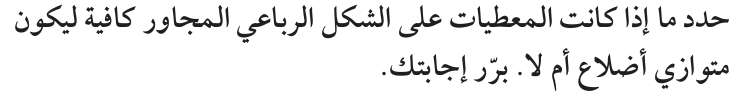 حدد ما إذا كانت المعطيات على الشكل الرباعي المجاور كافية ليكون
متوازي أضلاع أم لا. برّر إجابتك.